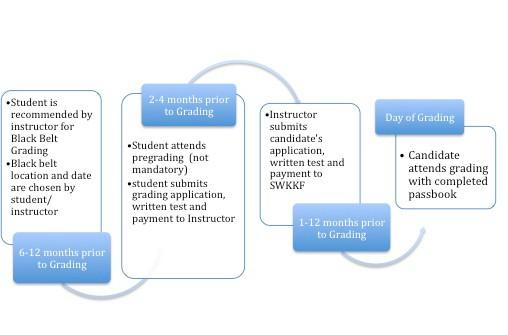 •Student is
recommended by
instructor for
Black Belt
Grading
•Black belt
location and date
are chosen by
student/
instructor
6-12 months prior
to Grading
2-4 months prior
to Grading
•Student attends
pregrading (not
mandatory)
•student submits
grading application,
written test and
payment to Instructor
•Instructor
submits
candidate's
application,
written test and
payment to
SWKKF
1-12 months prior
to Grading
Day of Grading
• Candidate
attends grading
with completed
passbook